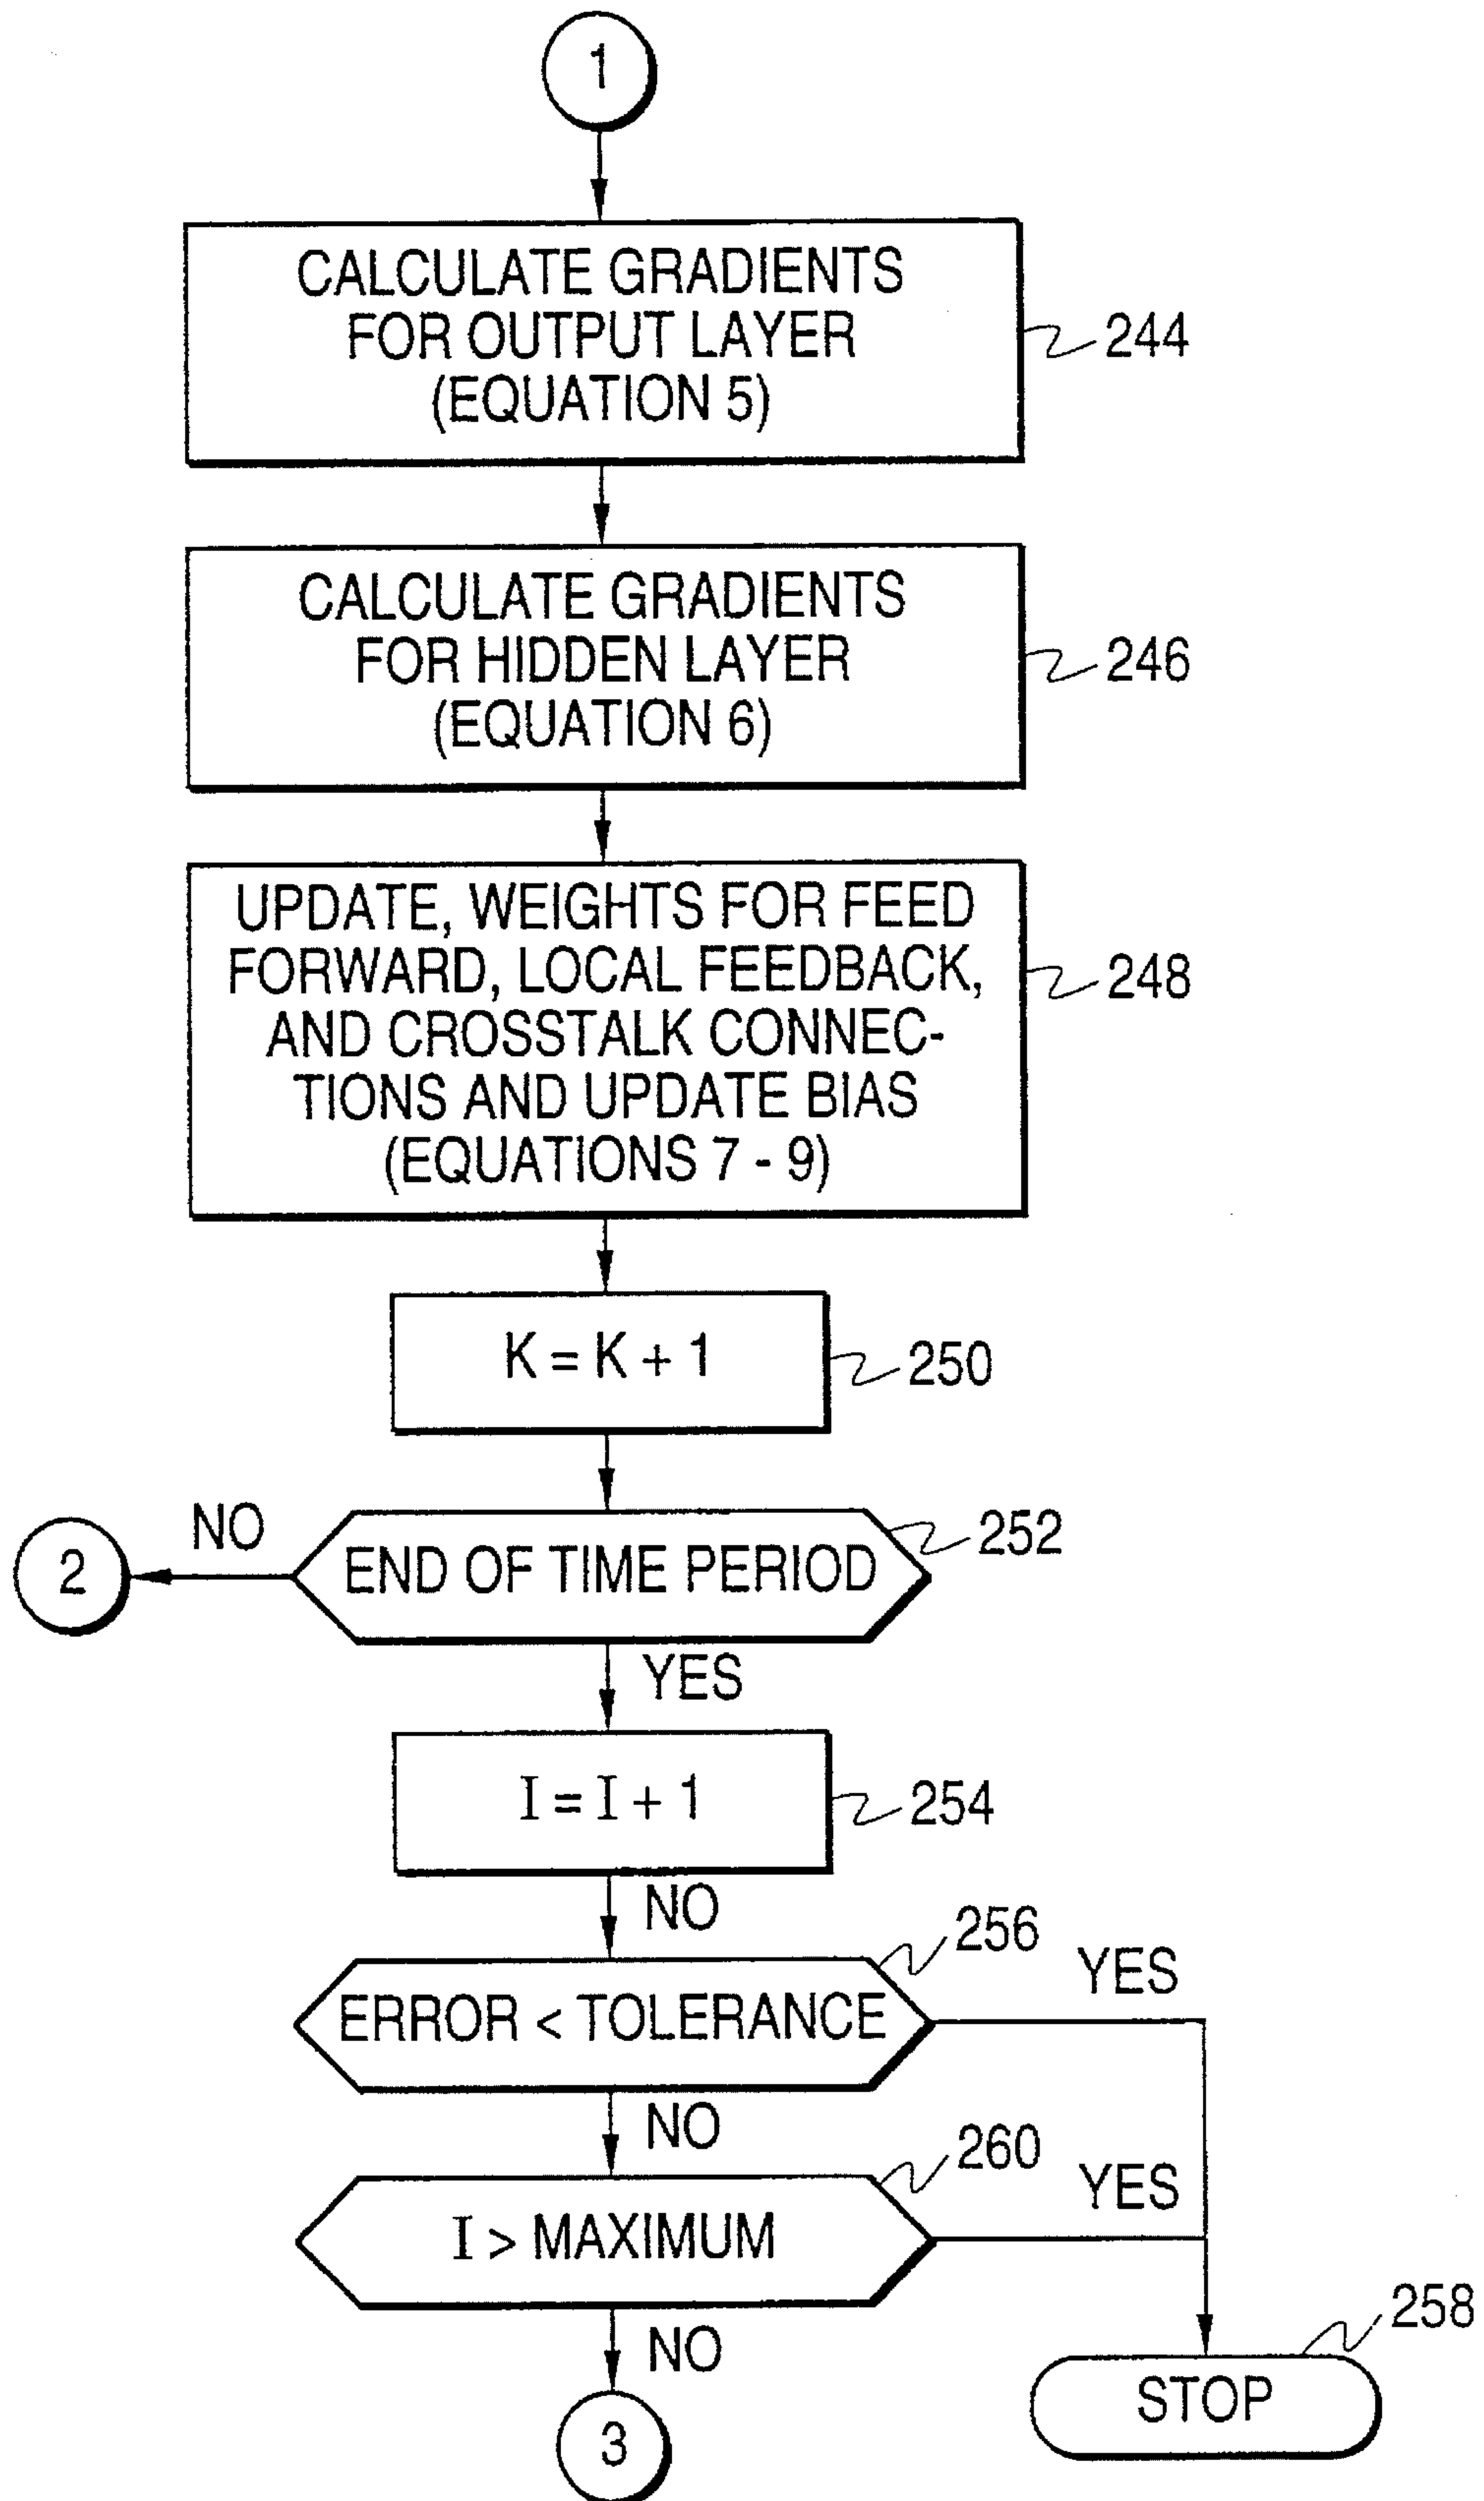 1
CALCULATE GRADIENTS
FOR OUTPUT LAYER
(EQUATION 5)
244
CALCULATE GRADIENTS
FOR HIDDEN LAYER
(EQUATION 6)
246
UPDATE, WEIGHTS FOR FEED
FORWARD, LOCAL FEEDBACK,
AND CROSSTALK CONNEC-
TIONS AND UPDATE BIAS
(EQUATIONS 7 - 9)
248
K = K + 1
250
NO
2
END OF TIME PERIOD
252
YES
I = I + 1
254
NO
256
ERROR < TOLERANCE
YES
NO
260
I > MAXIMUM
YES
NO
258
STOP
3